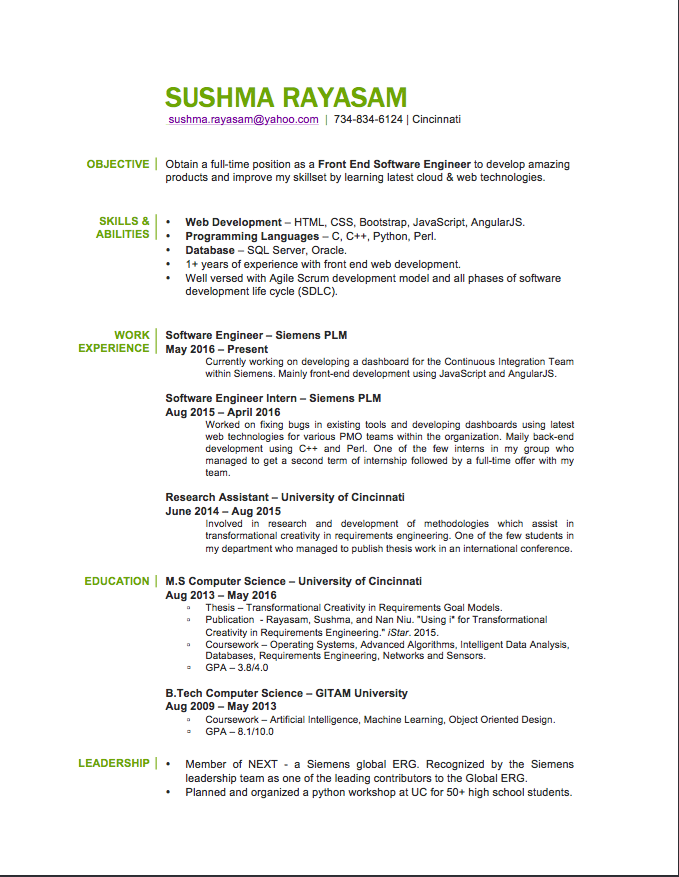 SUSHMA RAYASAM
sushma.rayasam@yahoo.com | 734-834-6124 | Cincinnati
OBJECTIVE
Obtain a full-time position as a Front End Software Engineer to develop amazing
products and improve my skillset by learning latest cloud & web technologies.
SKILLS &
ABILITIES
• Web Development – HTML, CSS, Bootstrap, JavaScript, AngularJS.
• Programming Languages – C, C++, Python, Perl.
• Database – SQL Server, Oracle.
• 1+ years of experience with front end web development.
• Well versed with Agile Scrum development model and all phases of software
development life cycle (SDLC).
WORK
EXPERIENCE
Software Engineer – Siemens PLM
May 2016 – Present
Currently working on developing a dashboard for the Continuous Integration Team
within Siemens. Mainly front-end development using JavaScript and AngularJS.
Software Engineer Intern – Siemens PLM
Aug 2015 – April 2016
Worked on fixing bugs in existing tools and developing dashboards using latest
web technologies for various PMO teams within the organization. Maily back-end
development using C++ and Perl. One of the few interns in my group who
managed to get a second term of internship followed by a full-time offer with my
team.
Research Assistant – University of Cincinnati
June 2014 – Aug 2015
Involved in research and development of methodologies which assist in
transformational creativity in requirements engineering. One of the few students in
my department who managed to publish thesis work in an international conference.
EDUCATION
M.S Computer Science – University of Cincinnati
Aug 2013 – May 2016
▫ Thesis – Transformational Creativity in Requirements Goal Models.
▫ Publication - Rayasam, Sushma, and Nan Niu. "Using i* for Transformational
Creativity in Requirements Engineering." iStar. 2015.
▫ Coursework – Operating Systems, Advanced Algorithms, Intelligent Data Analysis,
Databases, Requirements Engineering, Networks and Sensors.
▫ GPA – 3.8/4.0
B.Tech Computer Science – GITAM University
Aug 2009 – May 2013
▫ Coursework – Artificial Intelligence, Machine Learning, Object Oriented Design.
▫ GPA – 8.1/10.0
LEADERSHIP
• Member of NEXT - a Siemens global ERG. Recognized by the Siemens
leadership team as one of the leading contributors to the Global ERG.
• Planned and organized a python workshop at UC for 50+ high school students.